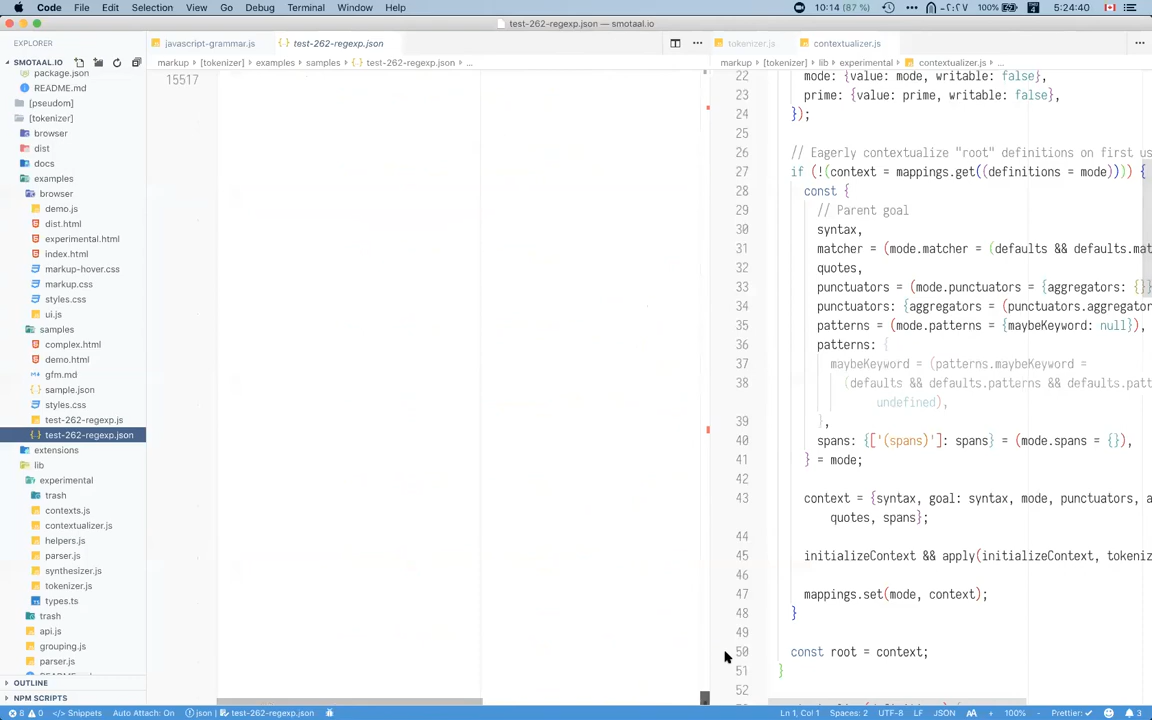 Code File Edit Selection View Go Debug Terminal Window Help 10:14 (87 %) 100% 4 5:24:40
test-262-regexp.json — smotaal.io
EXPLORER
SMOTAAL.IO
package.json
README.md
[pseudom]
[tokenizer]
browser
dist
docs
examples
browser
demo.js
dist.html
experimental.html
index.html
markup-hover.css
markup.css
styles.css
ui.js
samples
complex.html
demo.html
gfm.md
sample.json
styles.css
test-262-regexp.js
test-262-regexp.json
extensions
lib
experimental
trash
contexts.js
contextualizer.js
helpers.js
parser.js
synthesizer.js
tokenizer.js
types.ts
trash
api.js
grouping.js
parser.js
OUTLINE
NPM SCRIPTS
javascript-grammar.js test-262-regexp.json
markup › [tokenizer] › examples › samples › {·} test-262-regexp.json › ...
15517
tokenizer.js contextualizer.js
markup › [tokenizer] › lib › experimental › contextualizer.js › ...
22 mode: {value: mode, writable: false},
23 prime: {value: prime, writable: false},
24 });
25
26 // Eagerly contextualize "root" definitions on first us
27 if (!(context = mappings.get((definitions = mode)))) {
28 const {
29 // Parent goal
30 syntax,
31 matcher = (mode.matcher = (defaults && defaults.mat
32 quotes,
33 punctuators = (mode.punctuators = {aggregators: {}}
34 punctuators: {aggregators = (punctuators.aggregator
35 patterns = (mode.patterns = {maybeKeyword: null}),
36 patterns: {
37 maybeKeyword = (patterns.maybeKeyword =
38 (defaults && defaults.patterns && defaults.patt
undefined),
39 },
40 spans: {['(spans)']: spans} = (mode.spans = {}),
41 } = mode;
42
43 context = {syntax, goal: syntax, mode, punctuators, a
quotes, spans};
44
45 initializeContext && apply(initializeContext, tokeniz
46
47 mappings.set(mode, context);
48 }
49
50 const root = context;
51 }
52
8 0 </> Snippets Auto Attach: On json | test-262-regexp.json Ln 1, Col 1 Spaces: 2 UTF-8 LF JSON AA + 100% - Prettier: ✓ 3